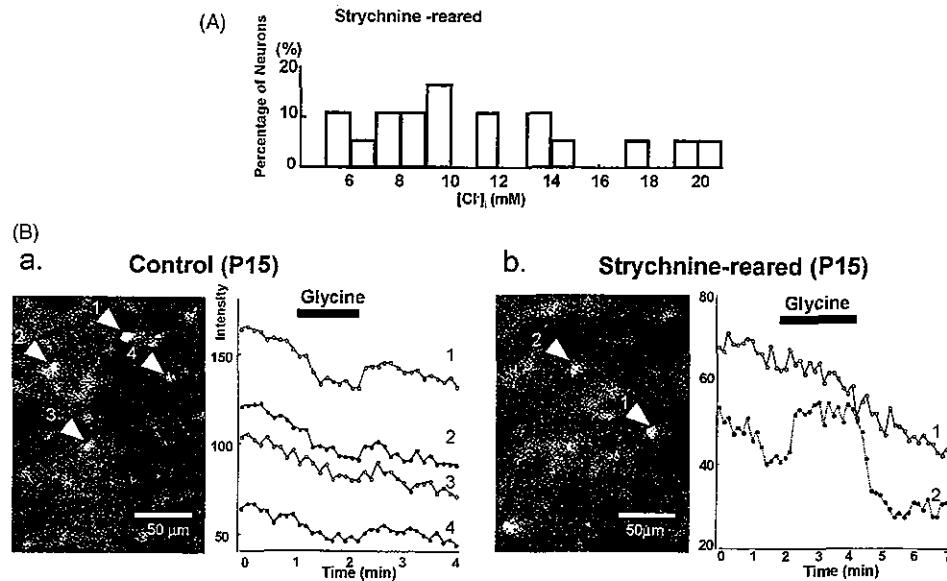 (A)
Strychnine -reared
Percentage of Neurons
(%)
20
10
0
6 8 10 12 14 16 18 20
[Cl-]i (mM)
(B)
a. Control (P15)
1
2
4
3
50 μm
Intensity
Glycine
150
100
50
1
2
3
4
0 1 2 3 4
Time (min)
b. Strychnine-reared (P15)
2
1
50 μm
80
60
40
20
Glycine
1
2
0 1 2 3 4 5 6 7
Time (min)